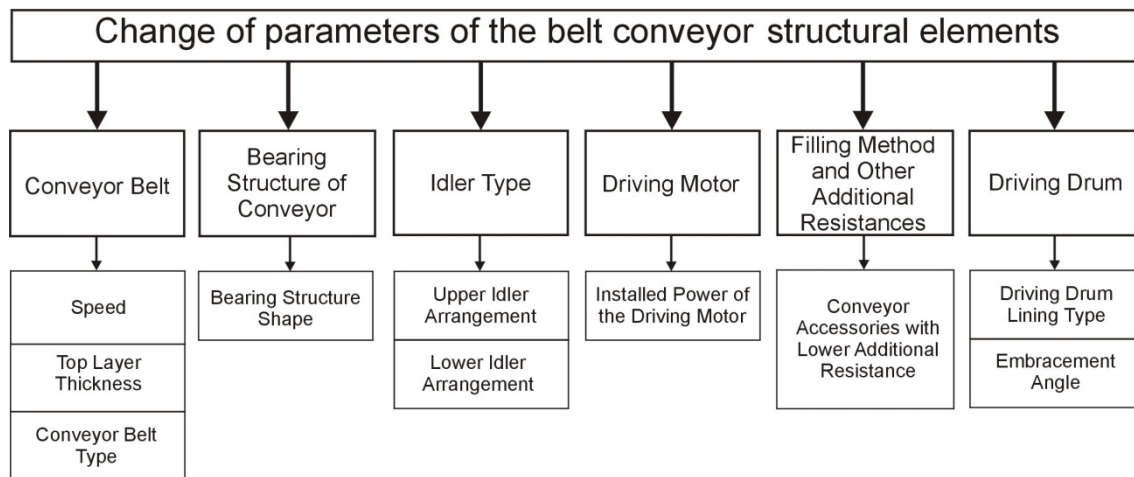 Change of parameters of the belt conveyor structural elements
Conveyor Belt
Bearing
Structure of
Conveyor
Idler Type
Driving Motor
Filling Method
and Other
Additional
Resistances
Driving Drum
Speed
Top Layer
Thickness
Conveyor Belt
Type
Bearing Structure
Shape
Upper Idler
Arrangement
Lower Idler
Arrangement
Installed Power of
the Driving Motor
Conveyor
Accessories with
Lower Additional
Resistance
Driving Drum
Lining Type
Embracement
Angle